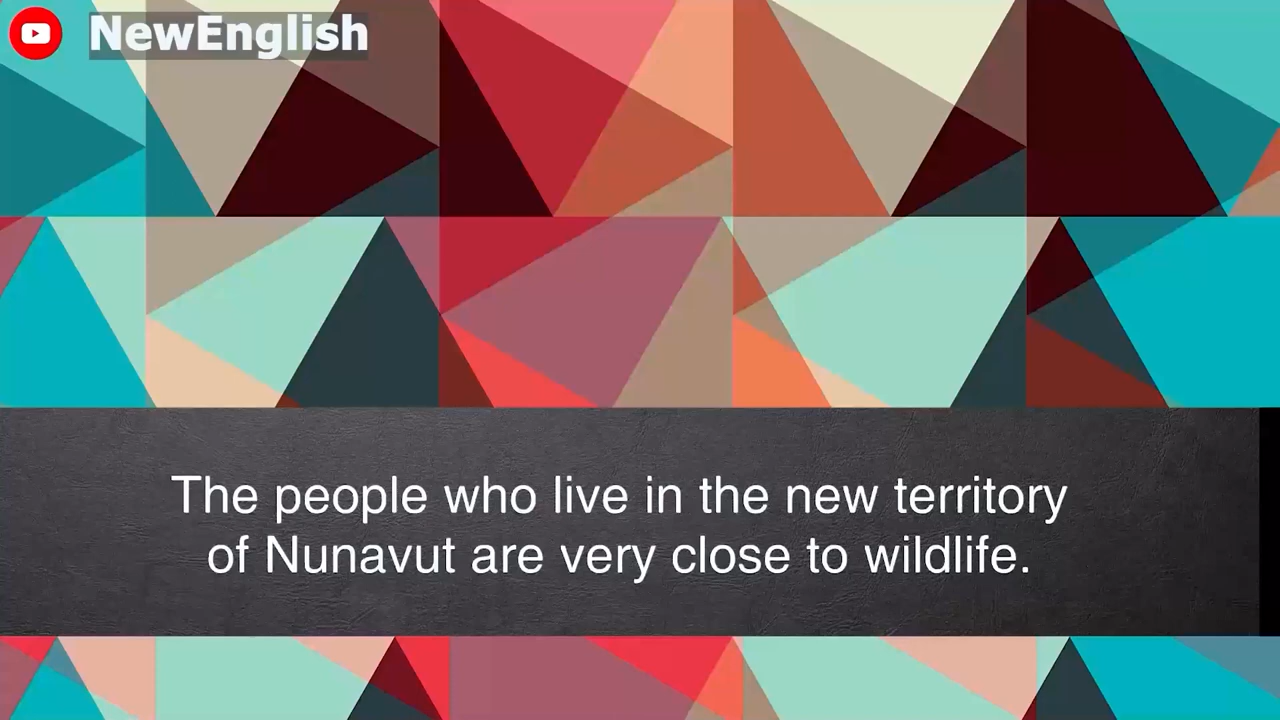 NewEnglish
The people who live in the new territory
of Nunavut are very close to wildlife.